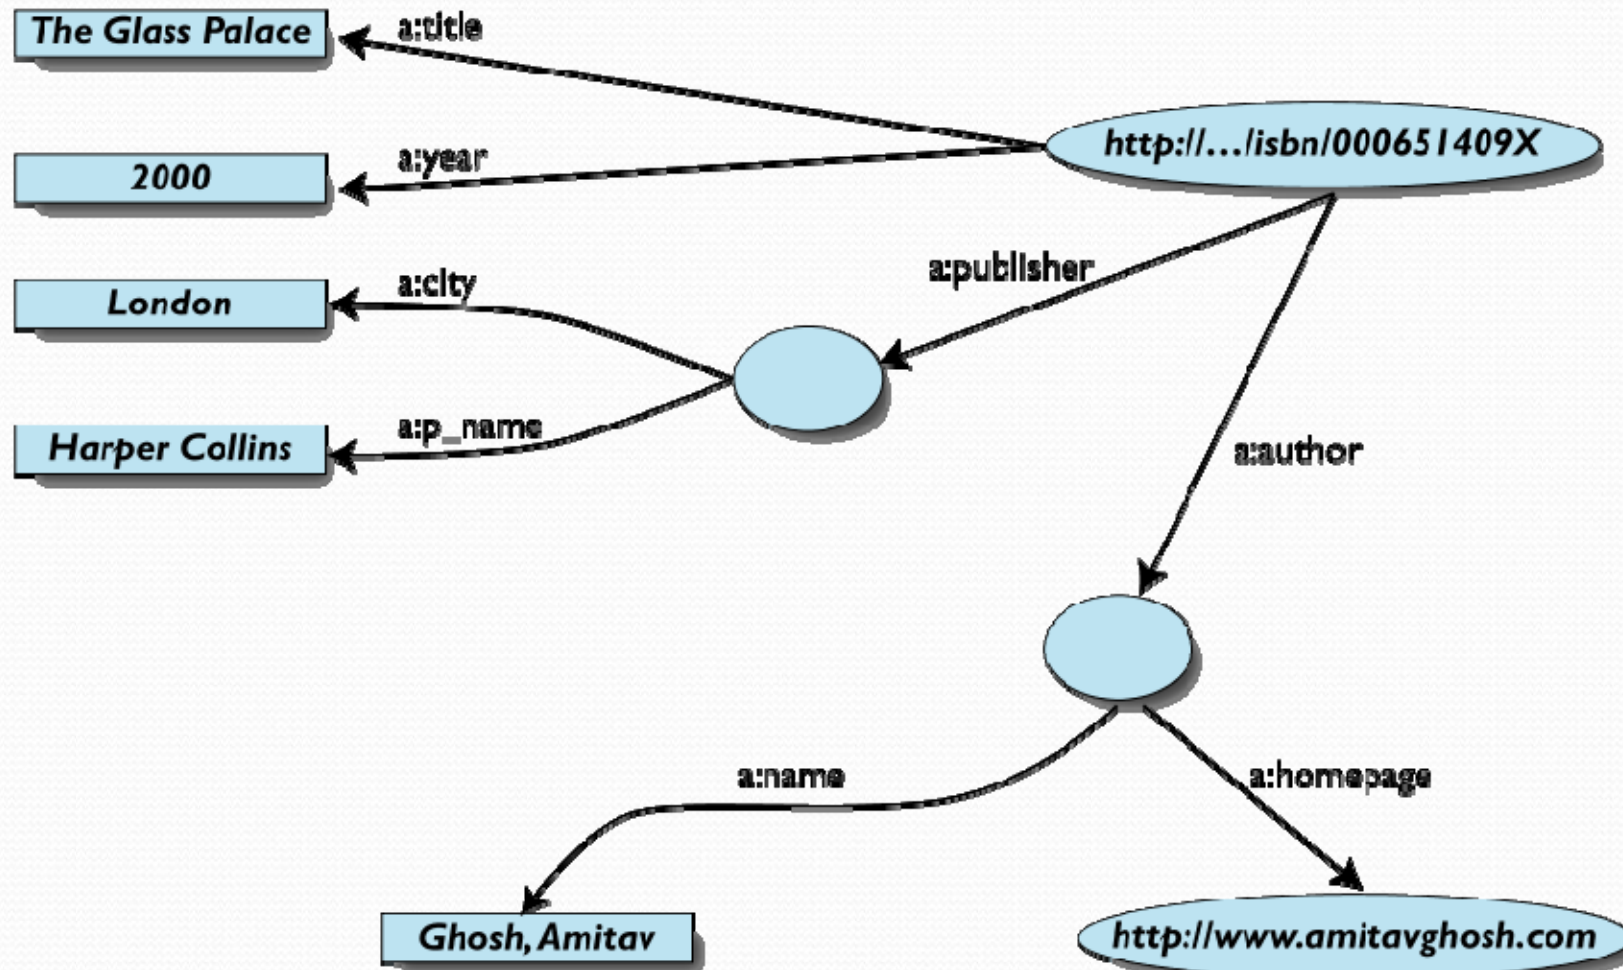 The Glass Palace
a:title
http://…/isbn/000651409X
a:year
2000
a:publisher
a:city
London
a:p_name
Harper Collins
a:author
a:name
a:homepage
Ghosh, Amitav
http://www.amitavghosh.com